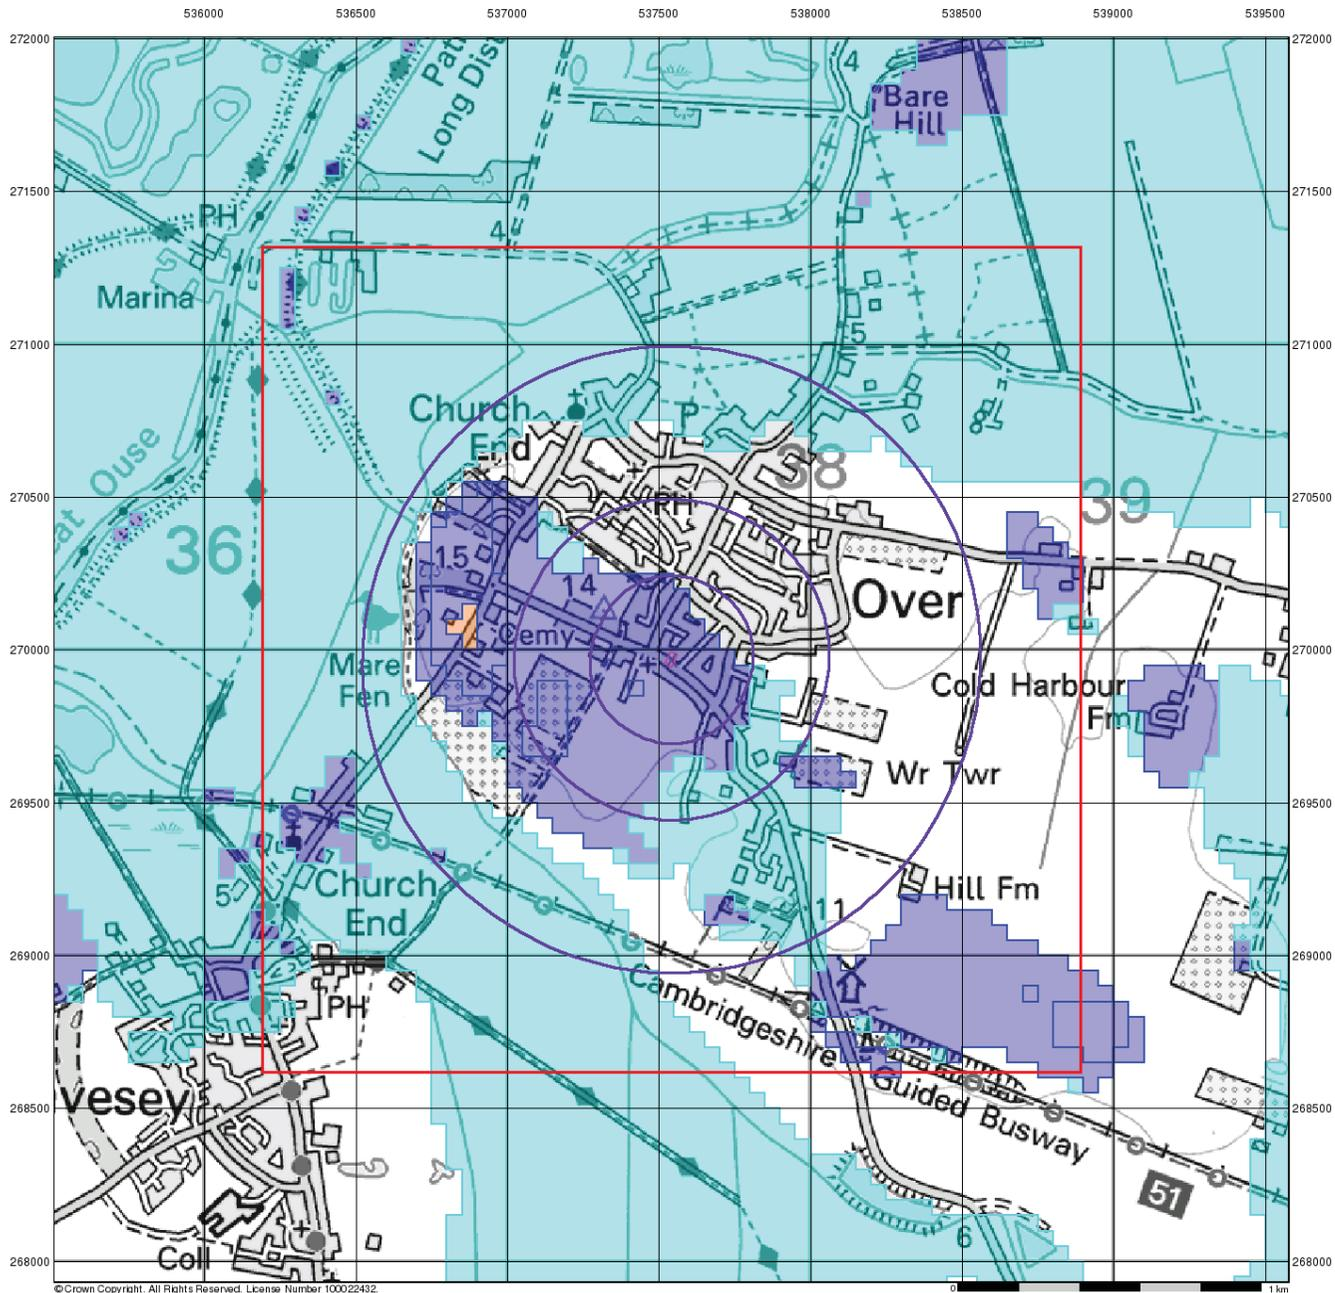 536000 536500 537000 537500 538000 538500 539000 539500
272000 272000
4
Long Dist
Path
Bare
Hill
271500 271500
PH
4
Marina
5
271000 271000
Church
End
P
38
39
270500 270500
PH
Ouse
eat
36
15
14
Over
Cemy
270000 270000
Mare
Fen
Cold Harbour
Fm
Wr Twr
269500 269500
5
Church
End
Hill Fm
11
269000 269000
PH
Cambridgeshire
Guided Busway
vesey
268500 268500
51
6
Coll
268000 268000
©Crown Copyright. All Rights Reserved. License Number 100022432.
0 1 km